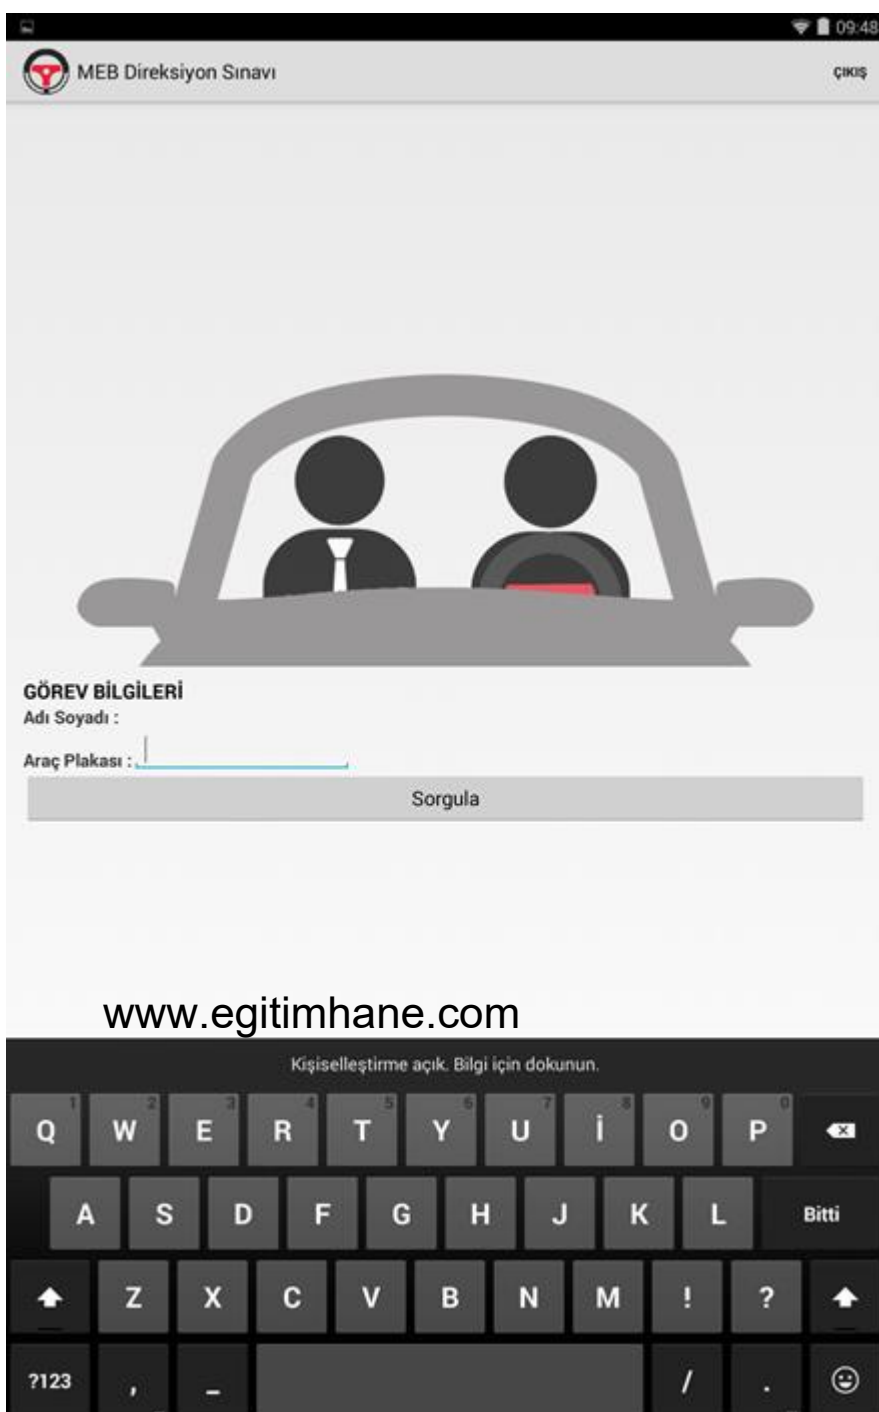 09:48
MEB Direksiyon Sınavı
ÇIKIŞ
GÖREV BİLGİLERİ
Adı Soyadı :
Araç Plakası :
Sorgula
www.egitimhane.com
Kişiselleştirme açık. Bilgi için dokunun.
1 2 3 4 5 6 7 8 9 0
Q W E R T Y U İ O P
A S D F G H J K L Bitti
Z X C V B N M ! ?
?123 , _ / .